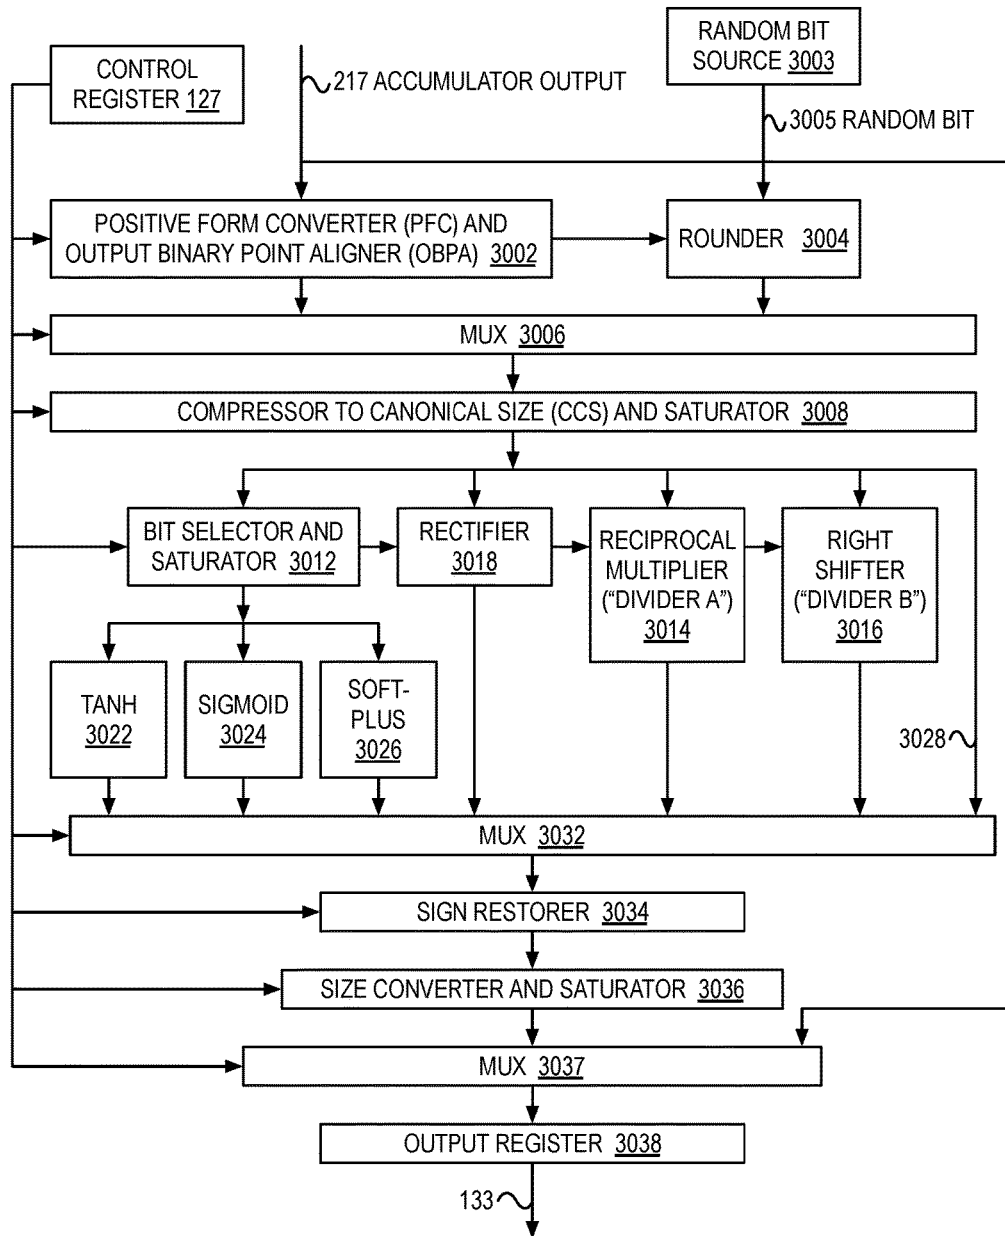 CONTROL
REGISTER 127
217 ACCUMULATOR OUTPUT
RANDOM BIT
SOURCE 3003
3005 RANDOM BIT
POSITIVE FORM CONVERTER (PFC) AND
OUTPUT BINARY POINT ALIGNER (OBPA) 3002
ROUNDER 3004
MUX 3006
COMPRESSOR TO CANONICAL SIZE (CCS) AND SATURATOR 3008
BIT SELECTOR AND
SATURATOR 3012
RECTIFIER
3018
RECIPROCAL
MULTIPLIER
(“DIVIDER A”)
3014
RIGHT
SHIFTER
(“DIVIDER B”)
3016
TANH
3022
SIGMOID
3024
SOFT-
PLUS
3026
3028
MUX 3032
SIGN RESTORER 3034
SIZE CONVERTER AND SATURATOR 3036
MUX 3037
OUTPUT REGISTER 3038
133